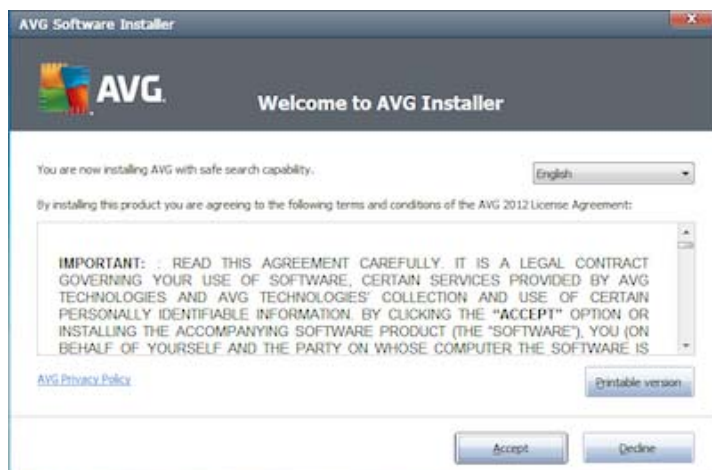 AVG Software Installer
AVG.
Welcome to AVG Installer
You are now installing AVG with safe search capability.
English
By installing this product you are agreeing to the following terms and conditions of the AVG 2012 License Agreement:
IMPORTANT: : READ THIS AGREEMENT CAREFULLY. IT IS A LEGAL CONTRACT
GOVERNING YOUR USE OF SOFTWARE, CERTAIN SERVICES PROVIDED BY AVG
TECHNOLOGIES AND AVG TECHNOLOGIES' COLLECTION AND USE OF CERTAIN
PERSONALLY IDENTIFIABLE INFORMATION. BY CLICKING THE "ACCEPT" OPTION OR
INSTALLING THE ACCOMPANYING SOFTWARE PRODUCT (THE "SOFTWARE"), YOU (ON
BEHALF OF YOURSELF AND THE PARTY ON WHOSE COMPUTER THE SOFTWARE IS
AVG Privacy Policy
Printable version
Accept
Decline